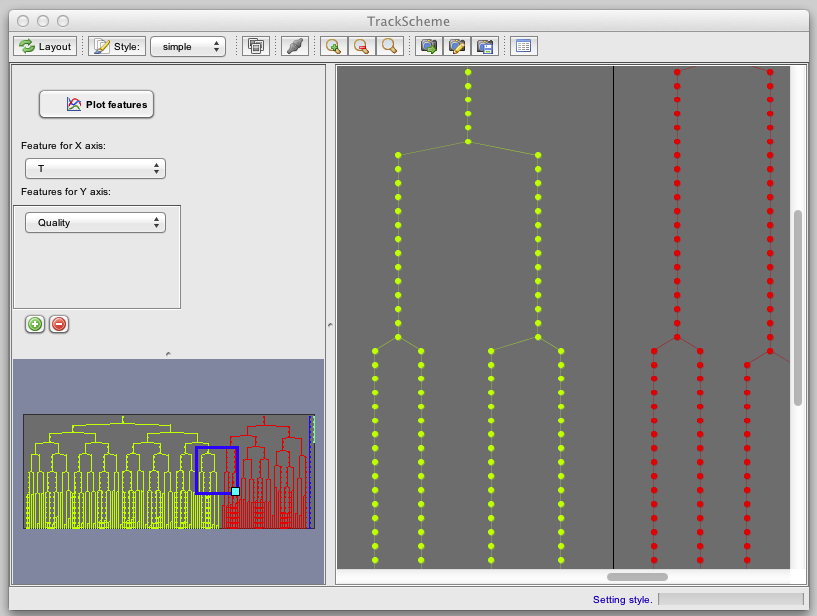 TrackScheme
Layout Style: simple
Plot features
Feature for X axis:
T
Features for Y axis:
Quality
Setting style.